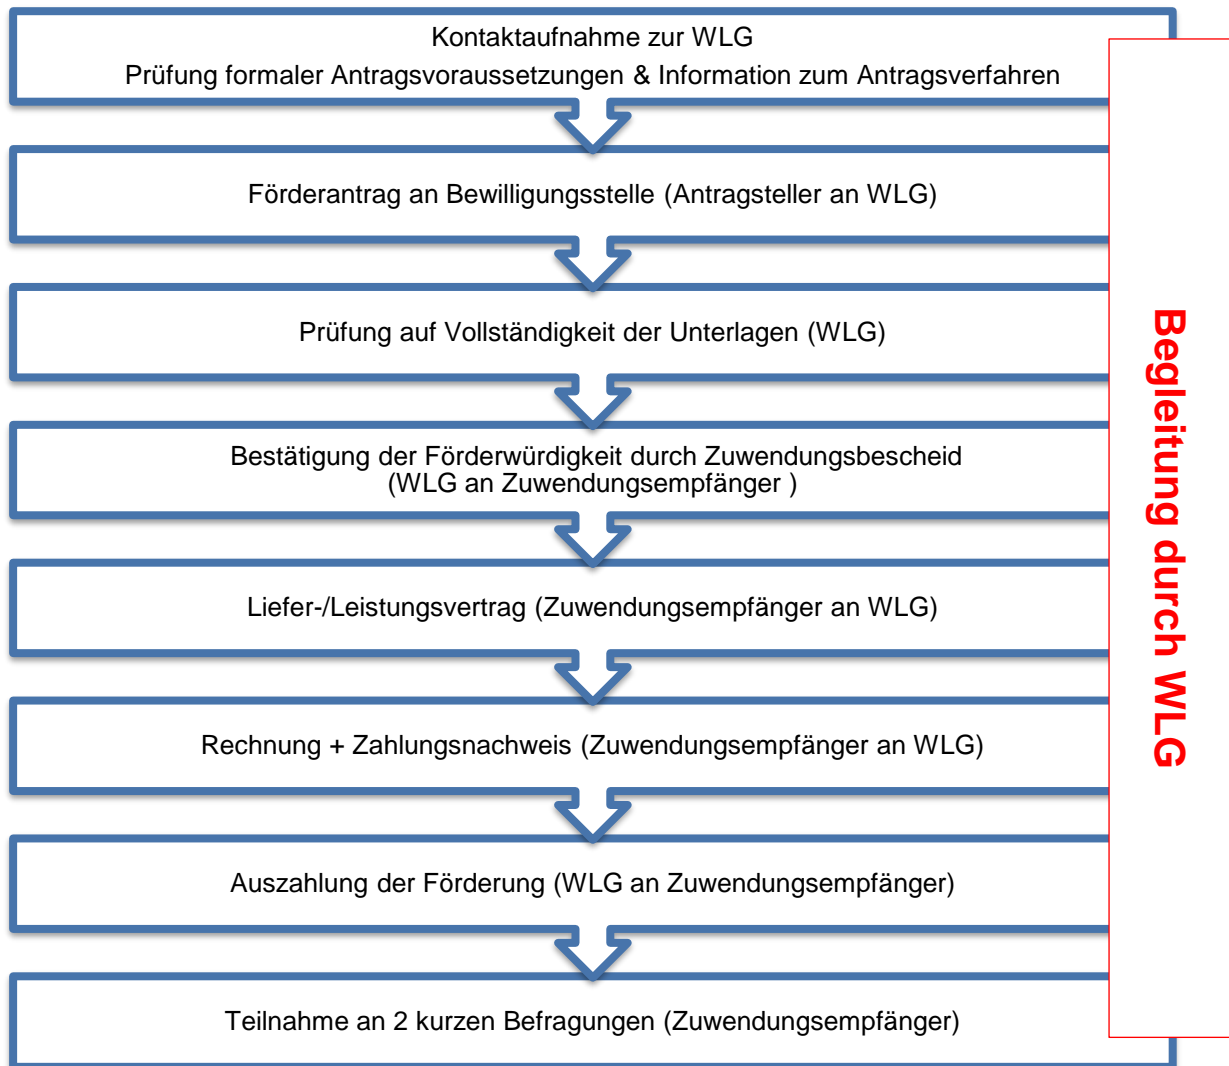 Kontaktaufnahme zur WLG
Prüfung formaler Antragsvoraussetzungen & Information zum Antragsverfahren
Förderantrag an Bewilligungsstelle (Antragsteller an WLG)
Prüfung auf Vollständigkeit der Unterlagen (WLG)
Bestätigung der Förderwürdigkeit durch Zuwendungsbescheid
(WLG an Zuwendungsempfänger )
Liefer-/Leistungsvertrag (Zuwendungsempfänger an WLG)
Rechnung + Zahlungsnachweis (Zuwendungsempfänger an WLG)
Auszahlung der Förderung (WLG an Zuwendungsempfänger)
Teilnahme an 2 kurzen Befragungen (Zuwendungsempfänger)
Begleitung durch WLG